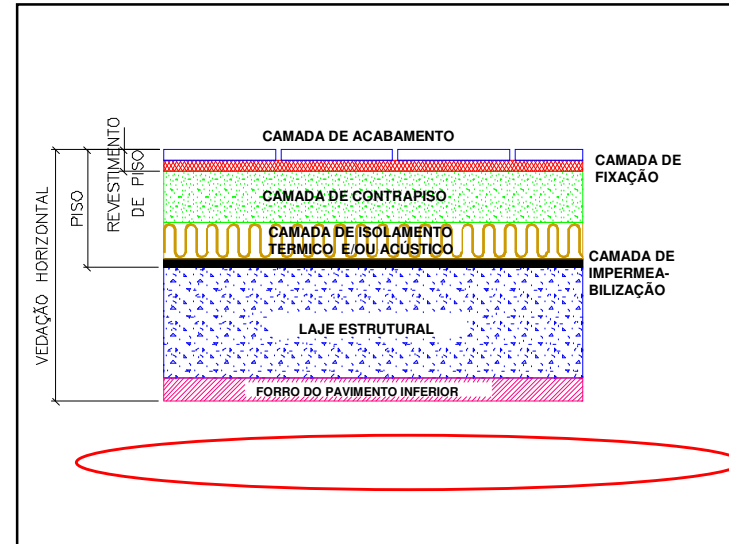 CAMADA DE ACABAMENTO
CAMADA DE
FIXAÇÃO
CAMADA DE CONTRAPISO
CAMADA DE ISOLAMENTO
TERMICO E/OU ACÚSTICO
CAMADA DE
IMPERMEA-
BILIZAÇÃO
LAJE ESTRUTURAL
FORRO DO PAVIMENTO INFERIOR
VEDAÇÃO HORIZONTAL
PISO
REVESTIMENTO
DE PISO